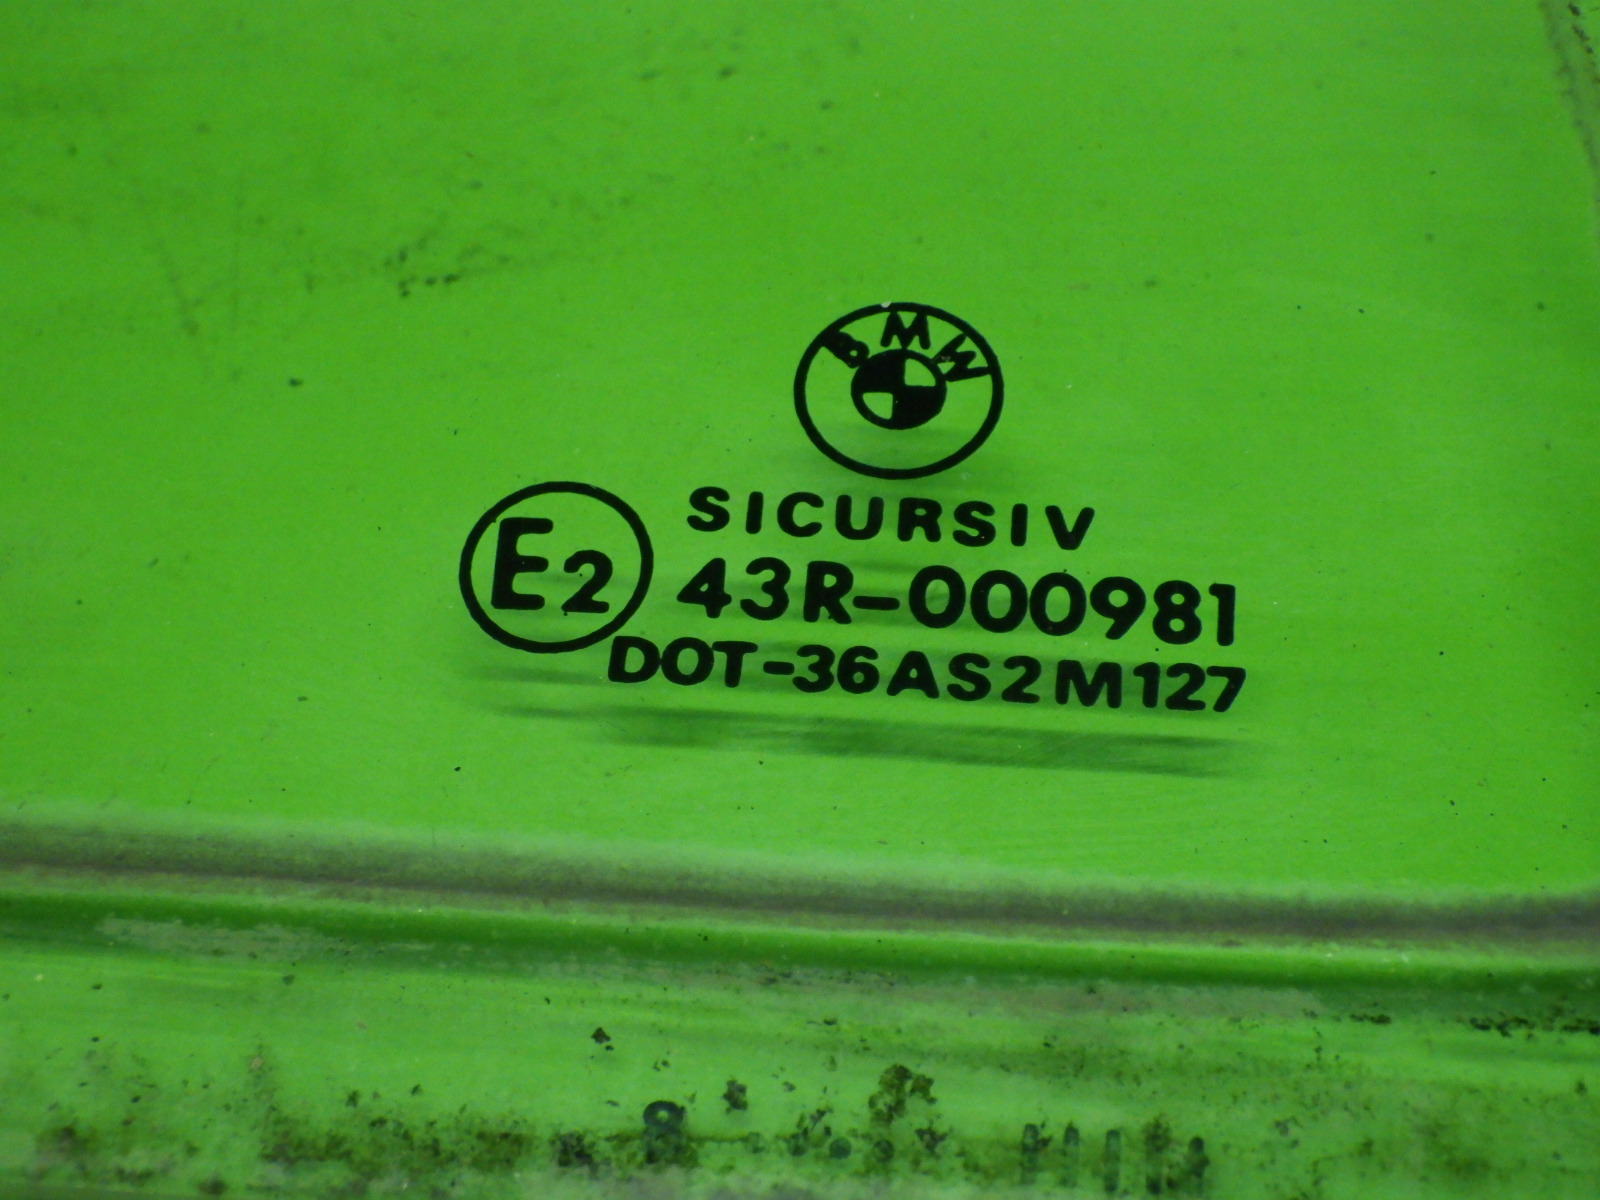 BMW
SICURSIV
E2
43R-000981
DOT-36AS2M127